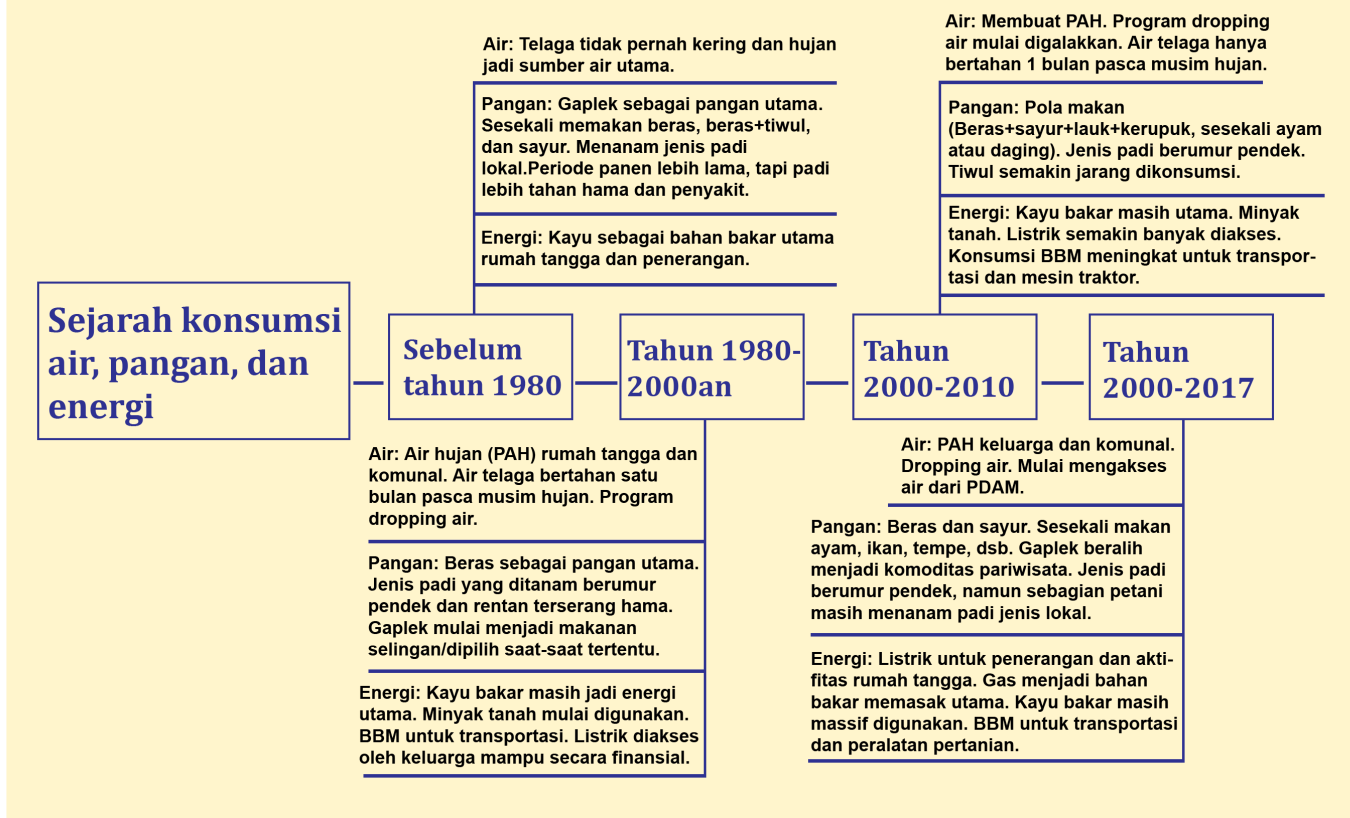 Sejarah konsumsi
air, pangan, dan
energi
Sebelum
tahun 1980
Air: Telaga tidak pernah kering dan hujan
jadi sumber air utama.
Pangan: Gaplek sebagai pangan utama.
Sesekali memakan beras, beras+tiwul,
dan sayur. Menanam jenis padi
lokal.Periode panen lebih lama, tapi padi
lebih tahan hama dan penyakit.
Energi: Kayu sebagai bahan bakar utama
rumah tangga dan penerangan.
Tahun 1980-
2000an
Air: Air hujan (PAH) rumah tangga dan
komunal. Air telaga bertahan satu
bulan pasca musim hujan. Program
dropping air.
Pangan: Beras sebagai pangan utama.
Jenis padi yang ditanam berumur
pendek dan rentan terserang hama.
Gaplek mulai menjadi makanan
selingan/dipilih saat-saat tertentu.
Energi: Kayu bakar masih jadi energi
utama. Minyak tanah mulai digunakan.
BBM untuk transportasi. Listrik diakses
oleh keluarga mampu secara finansial.
Tahun
2000-2010
Air: Membuat PAH. Program dropping
air mulai digalakkan. Air telaga hanya
bertahan 1 bulan pasca musim hujan.
Pangan: Pola makan
(Beras+sayur+lauk+kerupuk, sesekali ayam
atau daging). Jenis padi berumur pendek.
Tiwul semakin jarang dikonsumsi.
Energi: Kayu bakar masih utama. Minyak
tanah. Listrik semakin banyak diakses.
Konsumsi BBM meningkat untuk transpor-
tasi dan mesin traktor.
Tahun
2000-2017
Air: PAH keluarga dan komunal.
Dropping air. Mulai mengakses
air dari PDAM.
Pangan: Beras dan sayur. Sesekali makan
ayam, ikan, tempe, dsb. Gaplek beralih
menjadi komoditas pariwisata. Jenis padi
berumur pendek, namun sebagian petani
masih menanam padi jenis lokal.
Energi: Listrik untuk penerangan dan akti-
fitas rumah tangga. Gas menjadi bahan
bakar memasak utama. Kayu bakar masih
massif digunakan. BBM untuk transportasi
dan peralatan pertanian.